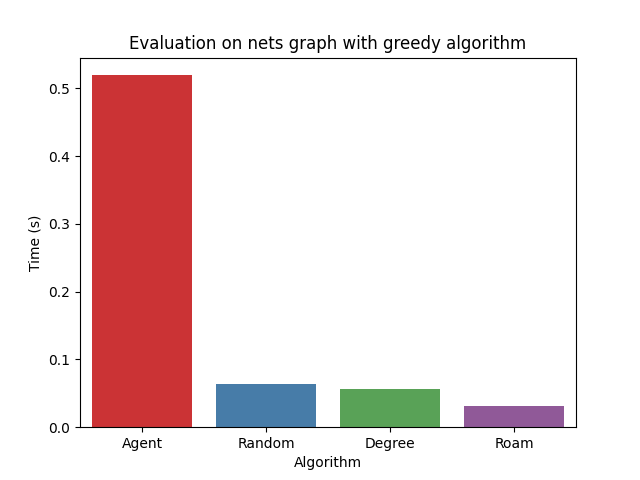 Evaluation on nets graph with greedy algorithm
Time (s)
0.5
0.4
0.3
0.2
0.1
0.0
Agent Random Degree Roam
Algorithm